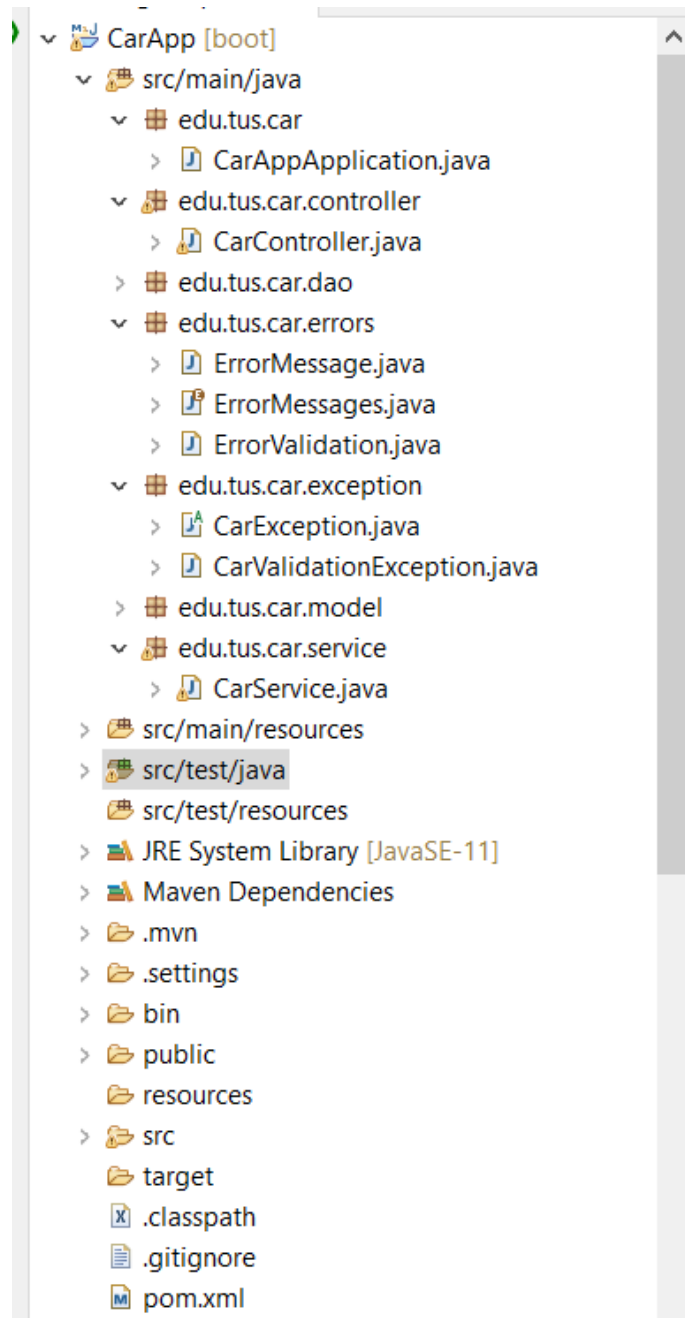 CarApp [boot]
src/main/java
edu.tus.car
CarAppApplication.java
edu.tus.car.controller
CarController.java
edu.tus.car.dao
edu.tus.car.errors
ErrorMessage.java
ErrorMessages.java
ErrorValidation.java
edu.tus.car.exception
CarException.java
CarValidationException.java
edu.tus.car.model
edu.tus.car.service
CarService.java
src/main/resources
src/test/java
src/test/resources
JRE System Library [JavaSE-11]
Maven Dependencies
.mvn
.settings
bin
public
resources
src
target
.classpath
.gitignore
pom.xml